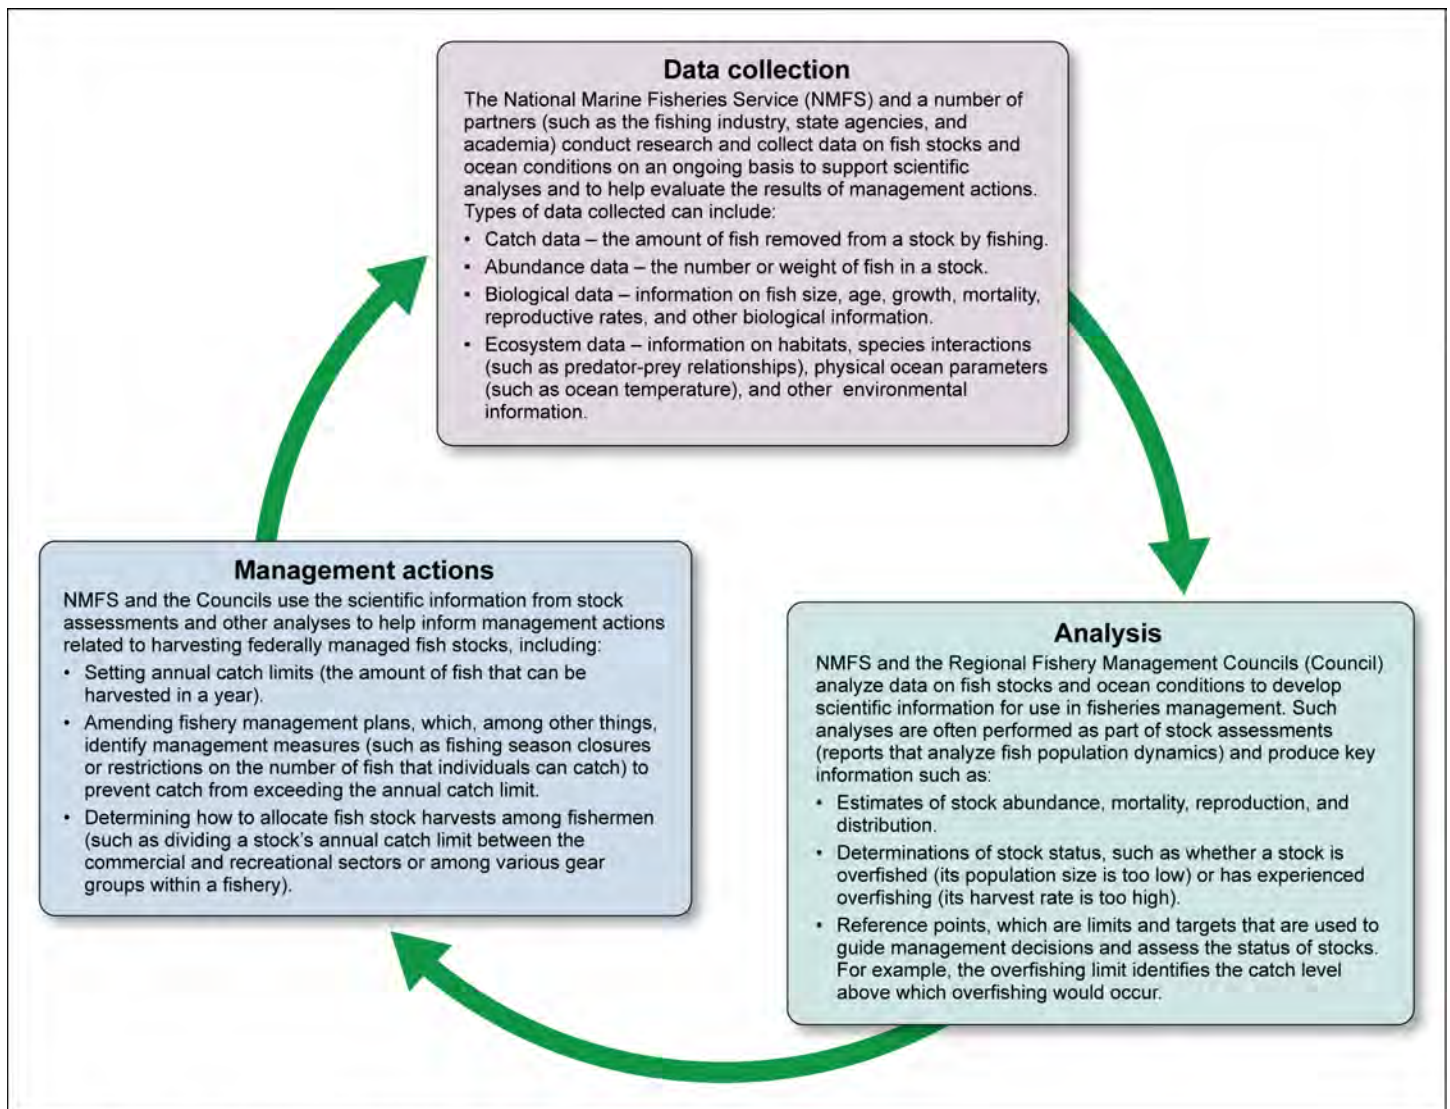 Data collection
The National Marine Fisheries Service (NMFS) and a number of
partners (such as the fishing industry, state agencies, and
academia) conduct research and collect data on fish stocks and
ocean conditions on an ongoing basis to support scientific
analyses and to help evaluate the results of management actions.
Types of data collected can include:
• Catch data – the amount of fish removed from a stock by fishing.
• Abundance data – the number or weight of fish in a stock.
• Biological data – information on fish size, age, growth, mortality,
reproductive rates, and other biological information.
• Ecosystem data – information on habitats, species interactions
(such as predator-prey relationships), physical ocean parameters
(such as ocean temperature), and other environmental
information.
Management actions
NMFS and the Councils use the scientific information from stock
assessments and other analyses to help inform management actions
related to harvesting federally managed fish stocks, including:
• Setting annual catch limits (the amount of fish that can be
harvested in a year).
• Amending fishery management plans, which, among other things,
identify management measures (such as fishing season closures
or restrictions on the number of fish that individuals can catch) to
prevent catch from exceeding the annual catch limit.
• Determining how to allocate fish stock harvests among fishermen
(such as dividing a stock's annual catch limit between the
commercial and recreational sectors or among various gear
groups within a fishery).
Analysis
NMFS and the Regional Fishery Management Councils (Council)
analyze data on fish stocks and ocean conditions to develop
scientific information for use in fisheries management. Such
analyses are often performed as part of stock assessments
(reports that analyze fish population dynamics) and produce key
information such as:
• Estimates of stock abundance, mortality, reproduction, and
distribution.
• Determinations of stock status, such as whether a stock is
overfished (its population size is too low) or has experienced
overfishing (its harvest rate is too high).
• Reference points, which are limits and targets that are used to
guide management decisions and assess the status of stocks.
For example, the overfishing limit identifies the catch level
above which overfishing would occur.